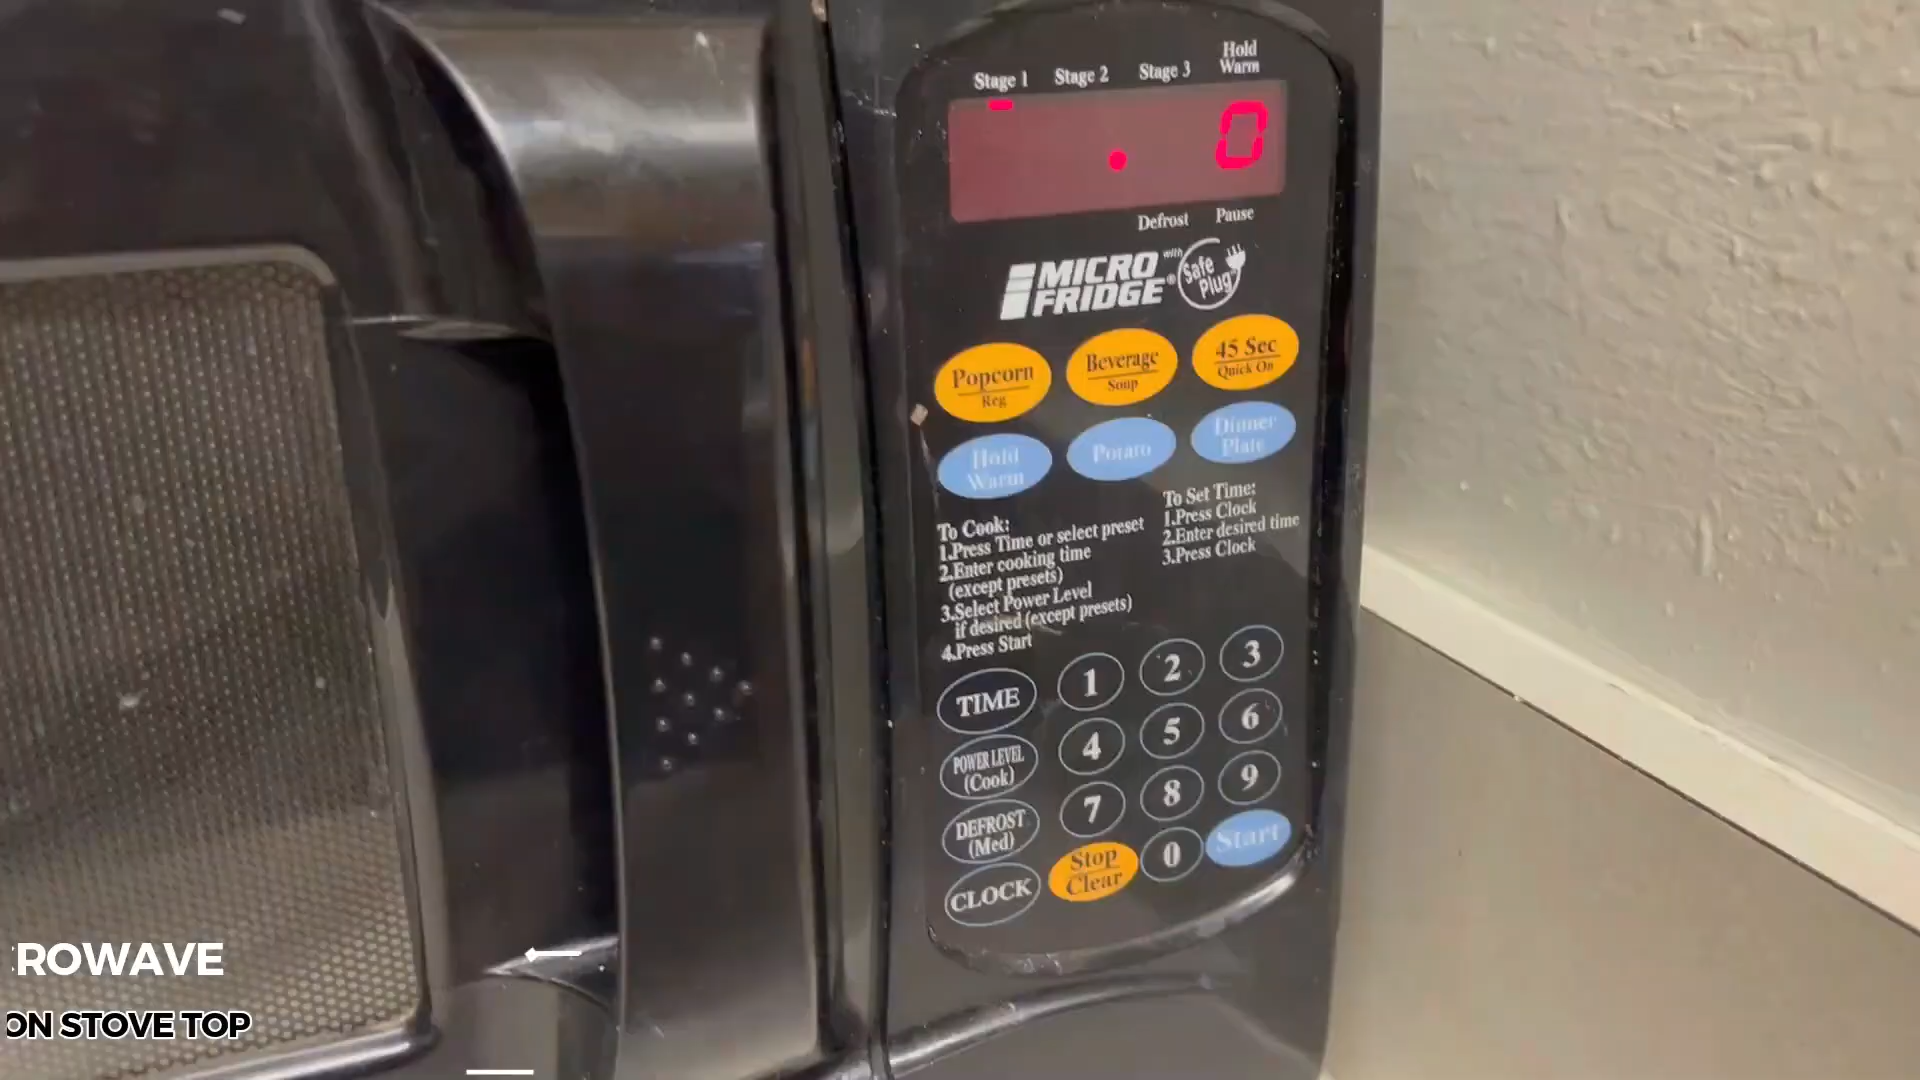 Stage 1 Stage 2 Stage 3 Hold Warm
0
Defrost Pause
MICRO FRIDGE® with Safe Plug
Popcorn
Reg
Beverage
Soup
45 Sec
Quick On
Hold
Warm
Potato
Dinner
Plate
To Cook:
1.Press Time or select preset
2.Enter cooking time
(except presets)
3.Select Power Level
if desired (except presets)
4.Press Start
To Set Time:
1.Press Clock
2.Enter desired time
3.Press Clock
TIME 1 2 3
POWER LEVEL
(Cook)
4 5 6
DEFROST
(Med)
7 8 9
CLOCK
Stop
Clear
0
Start
ROWAVE
ON STOVE TOP